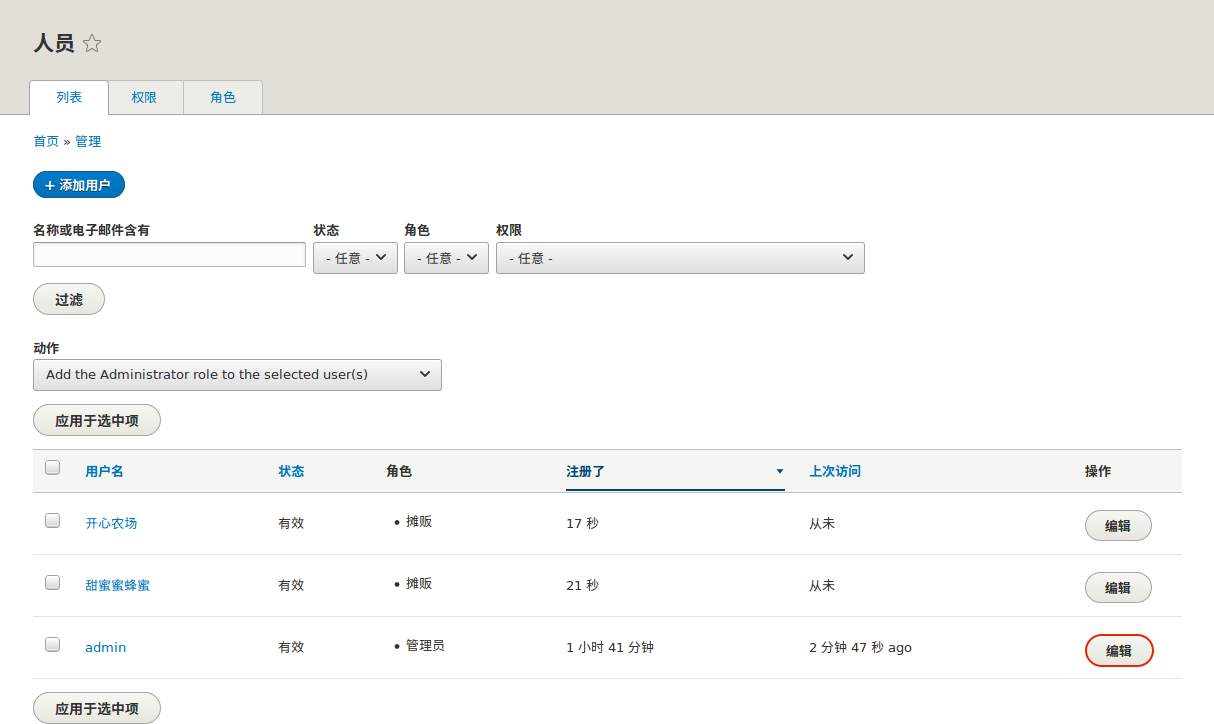 人员
列表 权限 角色
首页 » 管理
+ 添加用户
名称或电子邮件含有 状态 角色 权限
- 任意 - - 任意 - - 任意 -
过滤
动作
Add the Administrator role to the selected user(s)
应用于选中项
用户名 状态 角色 注册了 上次访问 操作
开心农场 有效 • 摊贩 17 秒 从未 编辑
甜蜜蜜蜂蜜 有效 • 摊贩 21 秒 从未 编辑
admin 有效 • 管理员 1 小时 41 分钟 2 分钟 47 秒 ago 编辑
应用于选中项